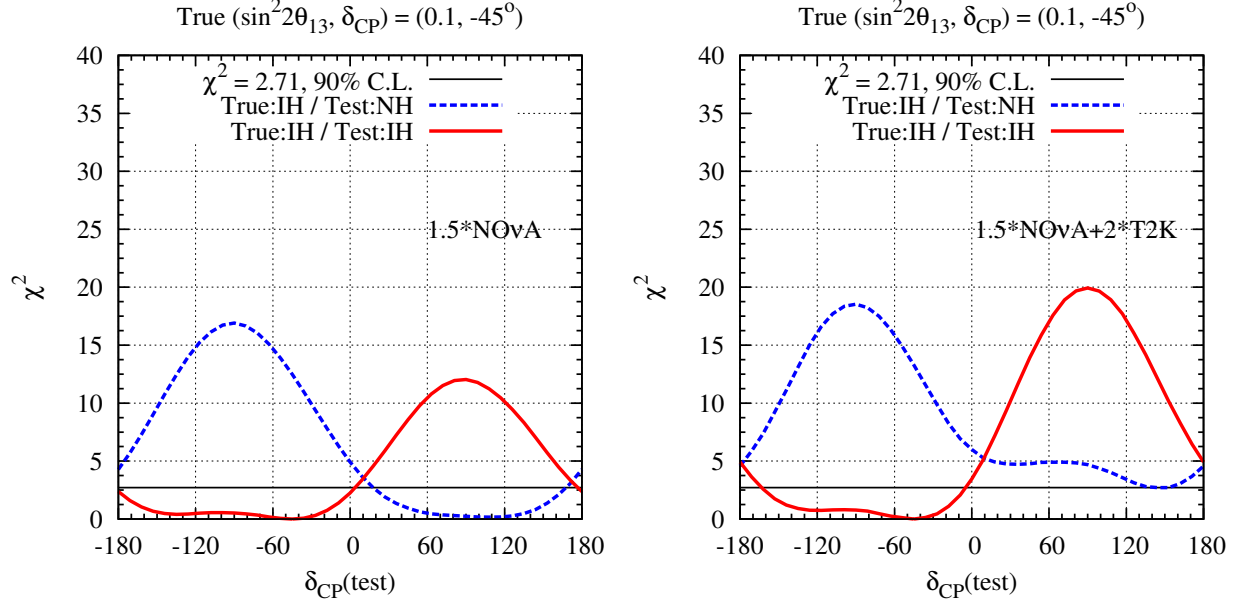 True (sin²2θ₁₃, δ_CP) = (0.1, -45°)
χ² = 2.71, 90% C.L.
True:IH / Test:NH
True:IH / Test:IH
1.5*NOνA
χ²
40
35
30
25
20
15
10
5
0
-180 -120 -60 0 60 120 180
δ_CP(test)
True (sin²2θ₁₃, δ_CP) = (0.1, -45°)
χ² = 2.71, 90% C.L.
True:IH / Test:NH
True:IH / Test:IH
1.5*NOνA+2*T2K
χ²
40
35
30
25
20
15
10
5
0
-180 -120 -60 0 60 120 180
δ_CP(test)